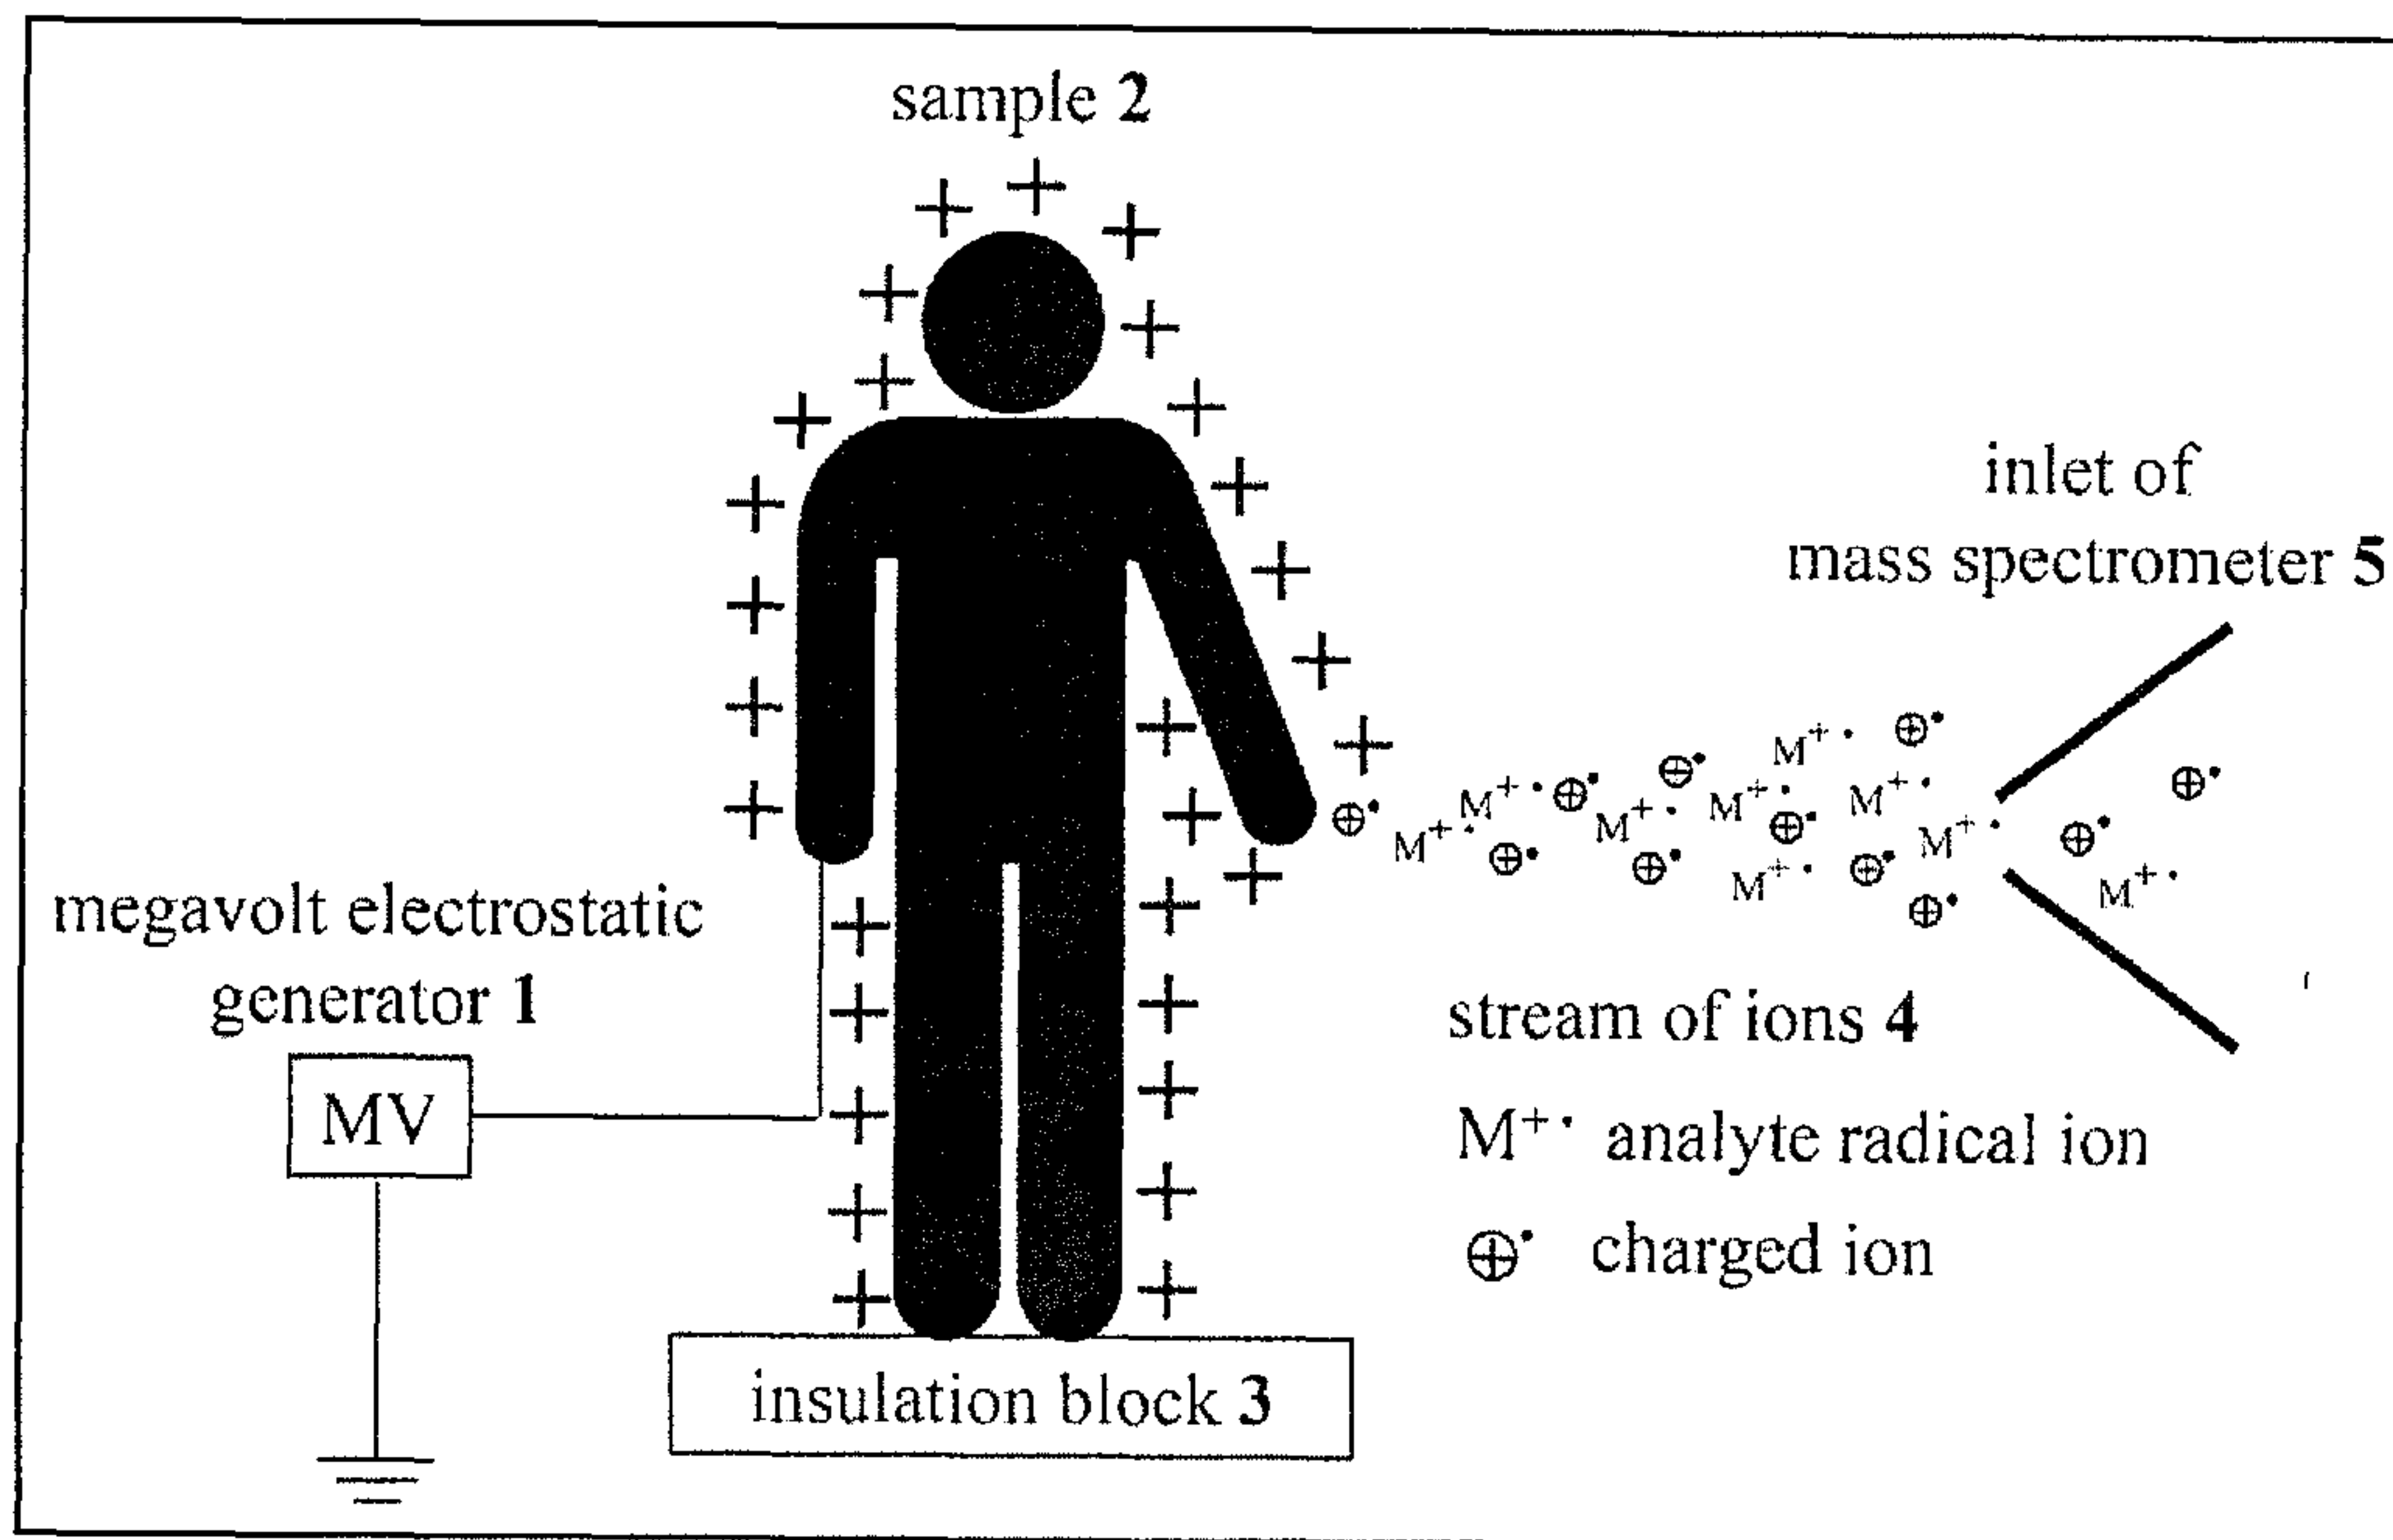 sample 2
inlet of
mass spectrometer 5
M⁺· M⁺· M⁺· M⁺· M⁺· M⁺· M⁺· M⁺· M⁺·
megavolt electrostatic
generator 1
MV
stream of ions 4
M⁺· analyte radical ion
⊕· charged ion
insulation block 3